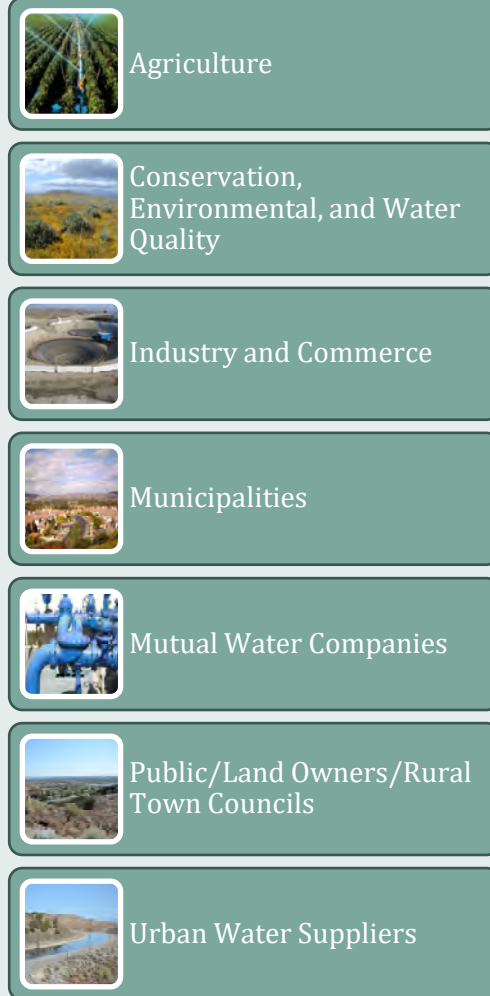 Agriculture
Conservation,
Environmental, and Water
Quality
Industry and Commerce
Municipalities
Mutual Water Companies
Public/Land Owners/Rural
Town Councils
Urban Water Suppliers